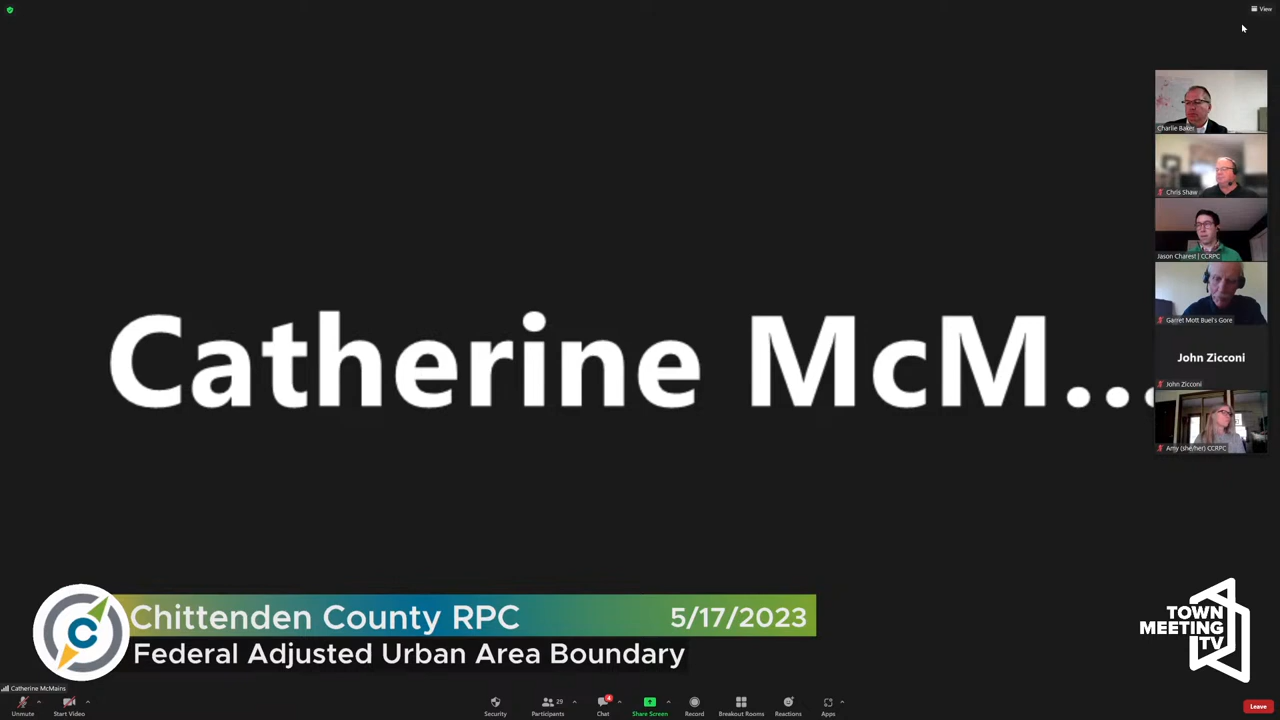 View
Charlie Baker
Chris Shaw
Jason Charest | CCRPC
Garret Mott Buel's Gore
John Zicconi
John Zicconi
Amy (she/her) CCRPC
Catherine McM...
C
Chittenden County RPC
5/17/2023
Federal Adjusted Urban Area Boundary
TOWN
MEETING
TV
Catherine McMains
Unmute
Start Video
Security
29
Participants
4
Chat
Share Screen
Record
Breakout Rooms
Reactions
Apps
Leave